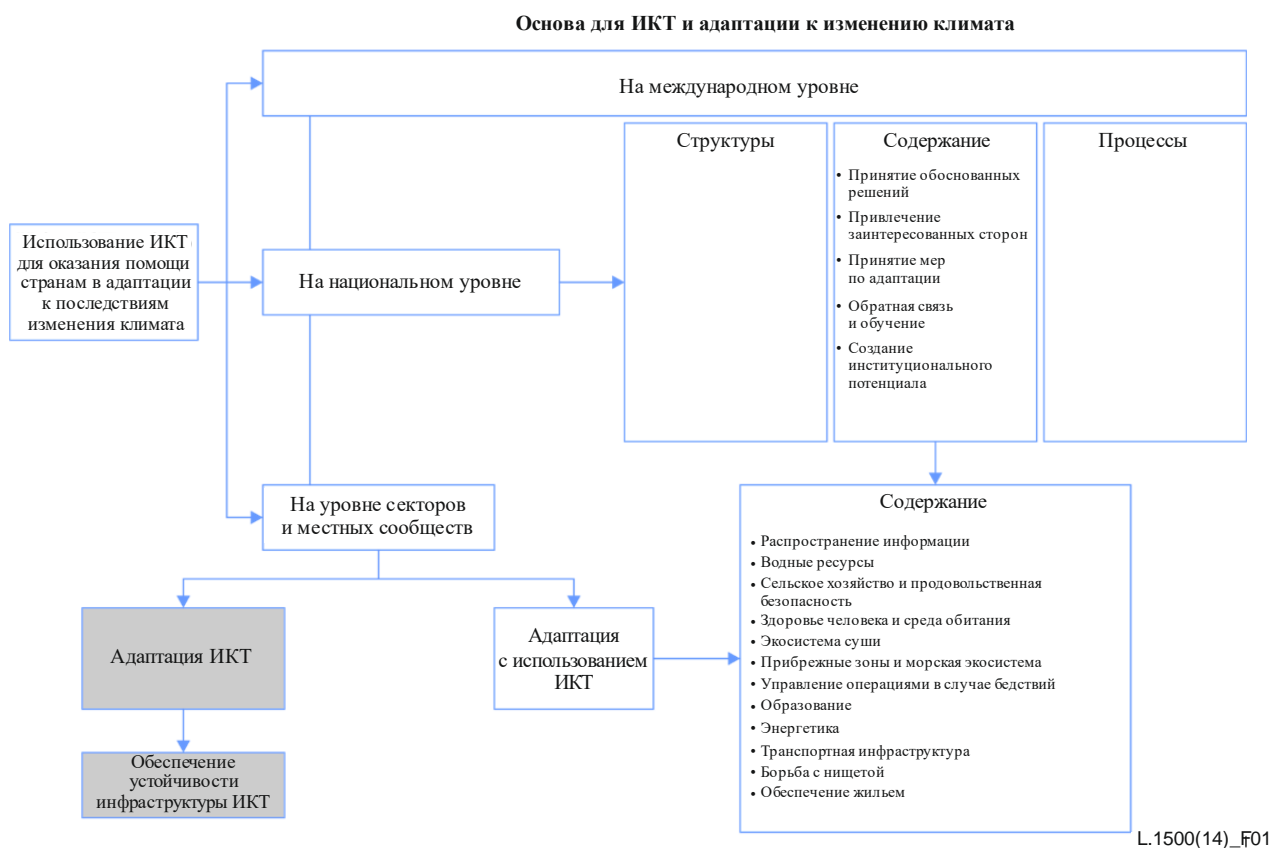 Основа для ИКТ и адаптации к изменению климата
На международном уровне
Структуры
Содержание
• Принятие обоснованных
решений
• Привлечение
заинтересованных сторон
• Принятие мер
по адаптации
• Обратная связь
и обучение
• Создание
институционального
потенциала
Процессы
Использование ИКТ
для оказания помощи
странам в адаптации
к последствиям
изменения климата
На национальном уровне
На уровне секторов
и местных сообществ
Адаптация ИКТ
Обеспечение
устойчивости
инфраструктуры ИКТ
Адаптация
с использованием
ИКТ
Содержание
• Распространение информации
• Водные ресурсы
• Сельское хозяйство и продовольственная
безопасность
• Здоровье человека и среда обитания
• Экосистема суши
• Прибрежные зоны и морская экосистема
• Управление операциями в случае бедствий
• Образование
• Энергетика
• Транспортная инфраструктура
• Борьба с нищетой
• Обеспечение жильем
L.1500(14)_F01